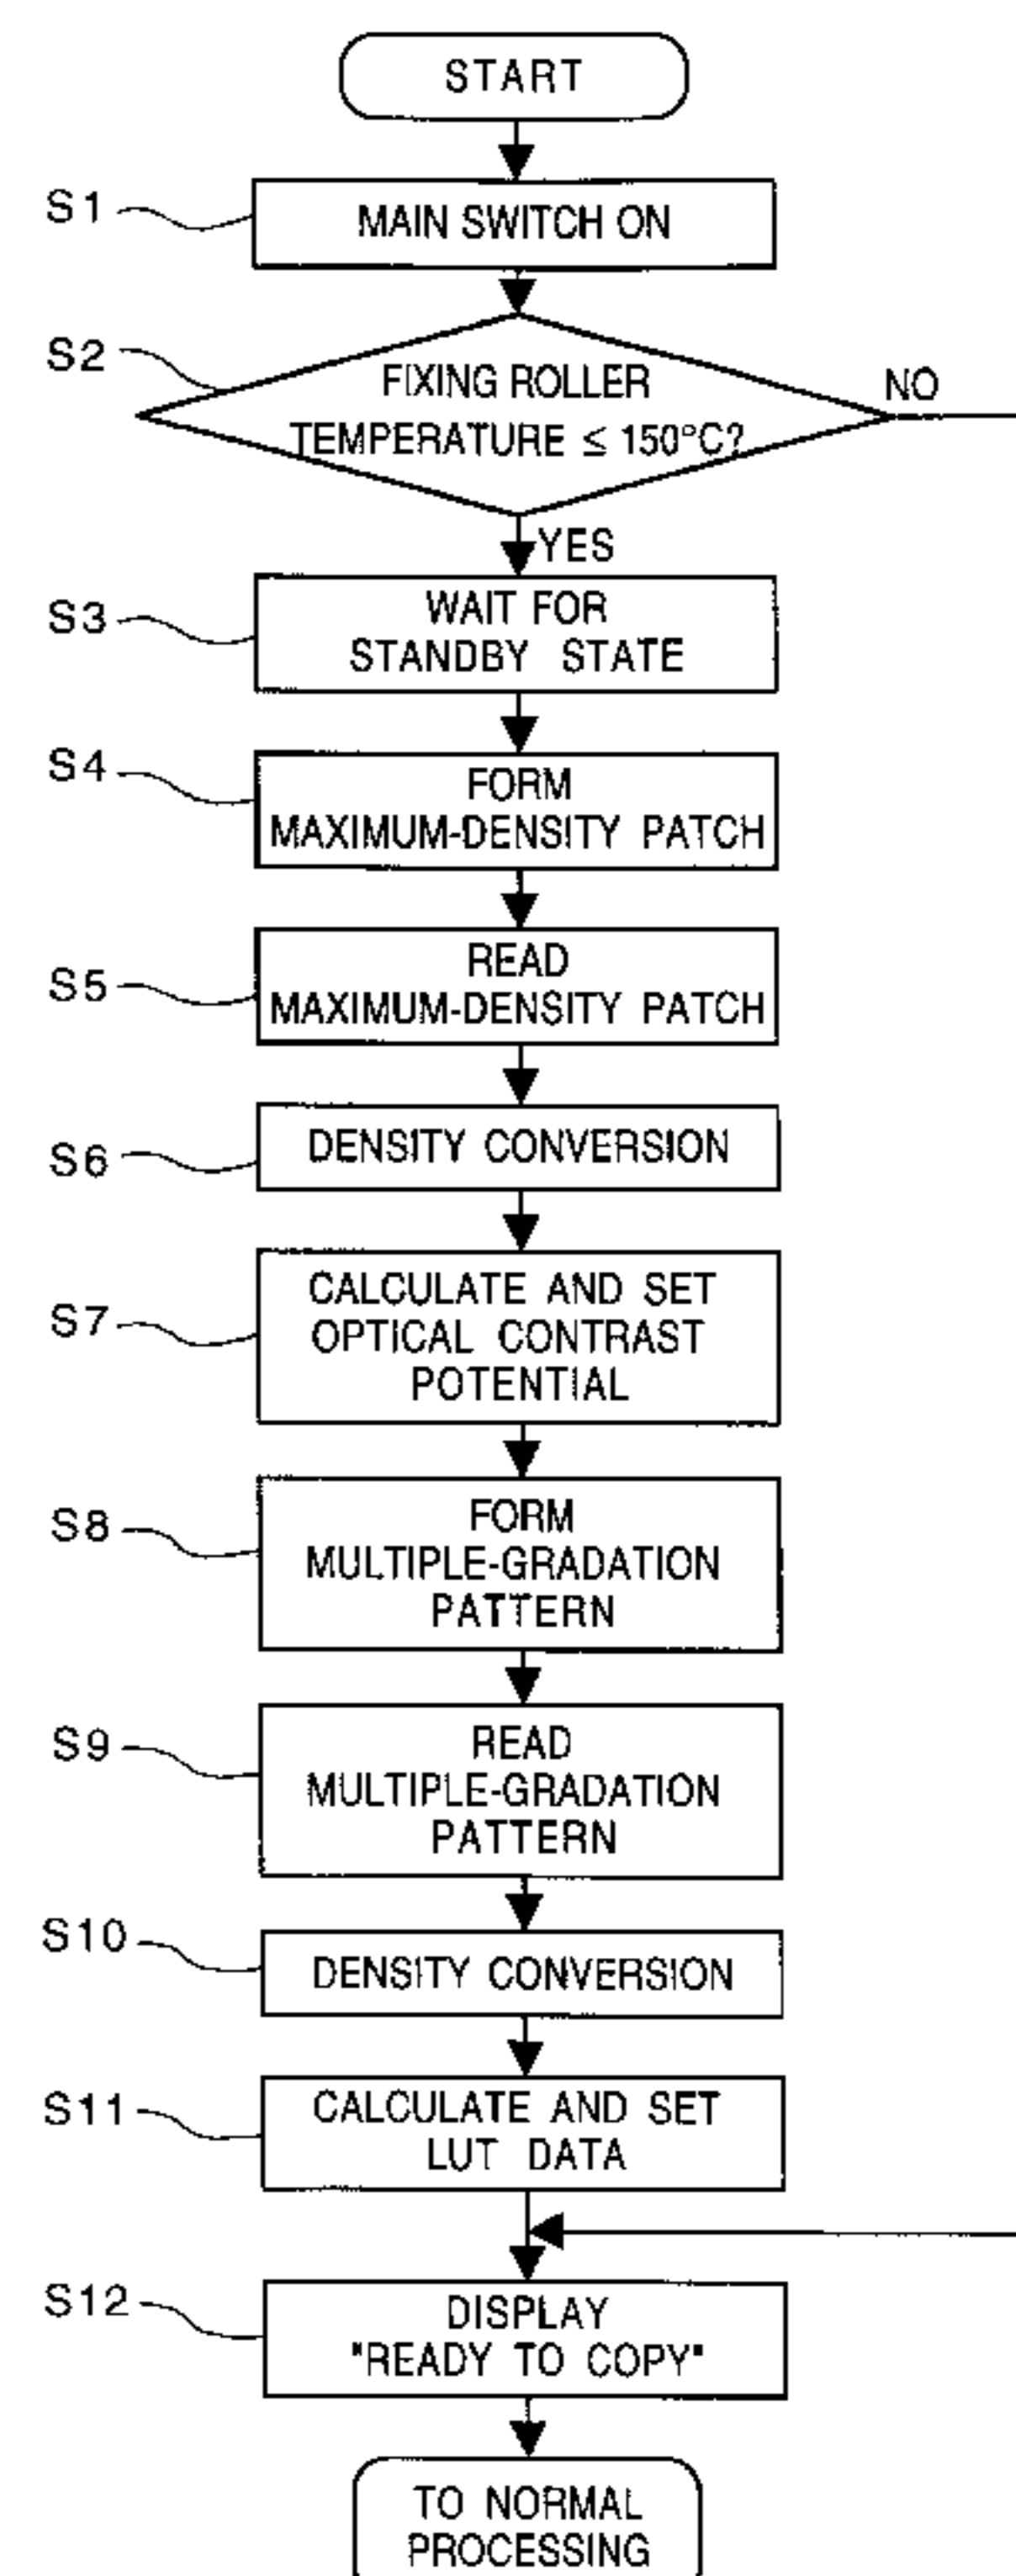 START
S1
MAIN SWITCH ON
S2
FIXING ROLLER
TEMPERATURE ≤ 150°C?
NO
YES
S3
WAIT FOR
STANDBY STATE
S4
FORM
MAXIMUM-DENSITY PATCH
S5
READ
MAXIMUM-DENSITY PATCH
S6
DENSITY CONVERSION
S7
CALCULATE AND SET
OPTICAL CONTRAST
POTENTIAL
S8
FORM
MULTIPLE-GRADATION
PATTERN
S9
READ
MULTIPLE-GRADATION
PATTERN
S10
DENSITY CONVERSION
S11
CALCULATE AND SET
LUT DATA
S12
DISPLAY
"READY TO COPY"
TO NORMAL
PROCESSING